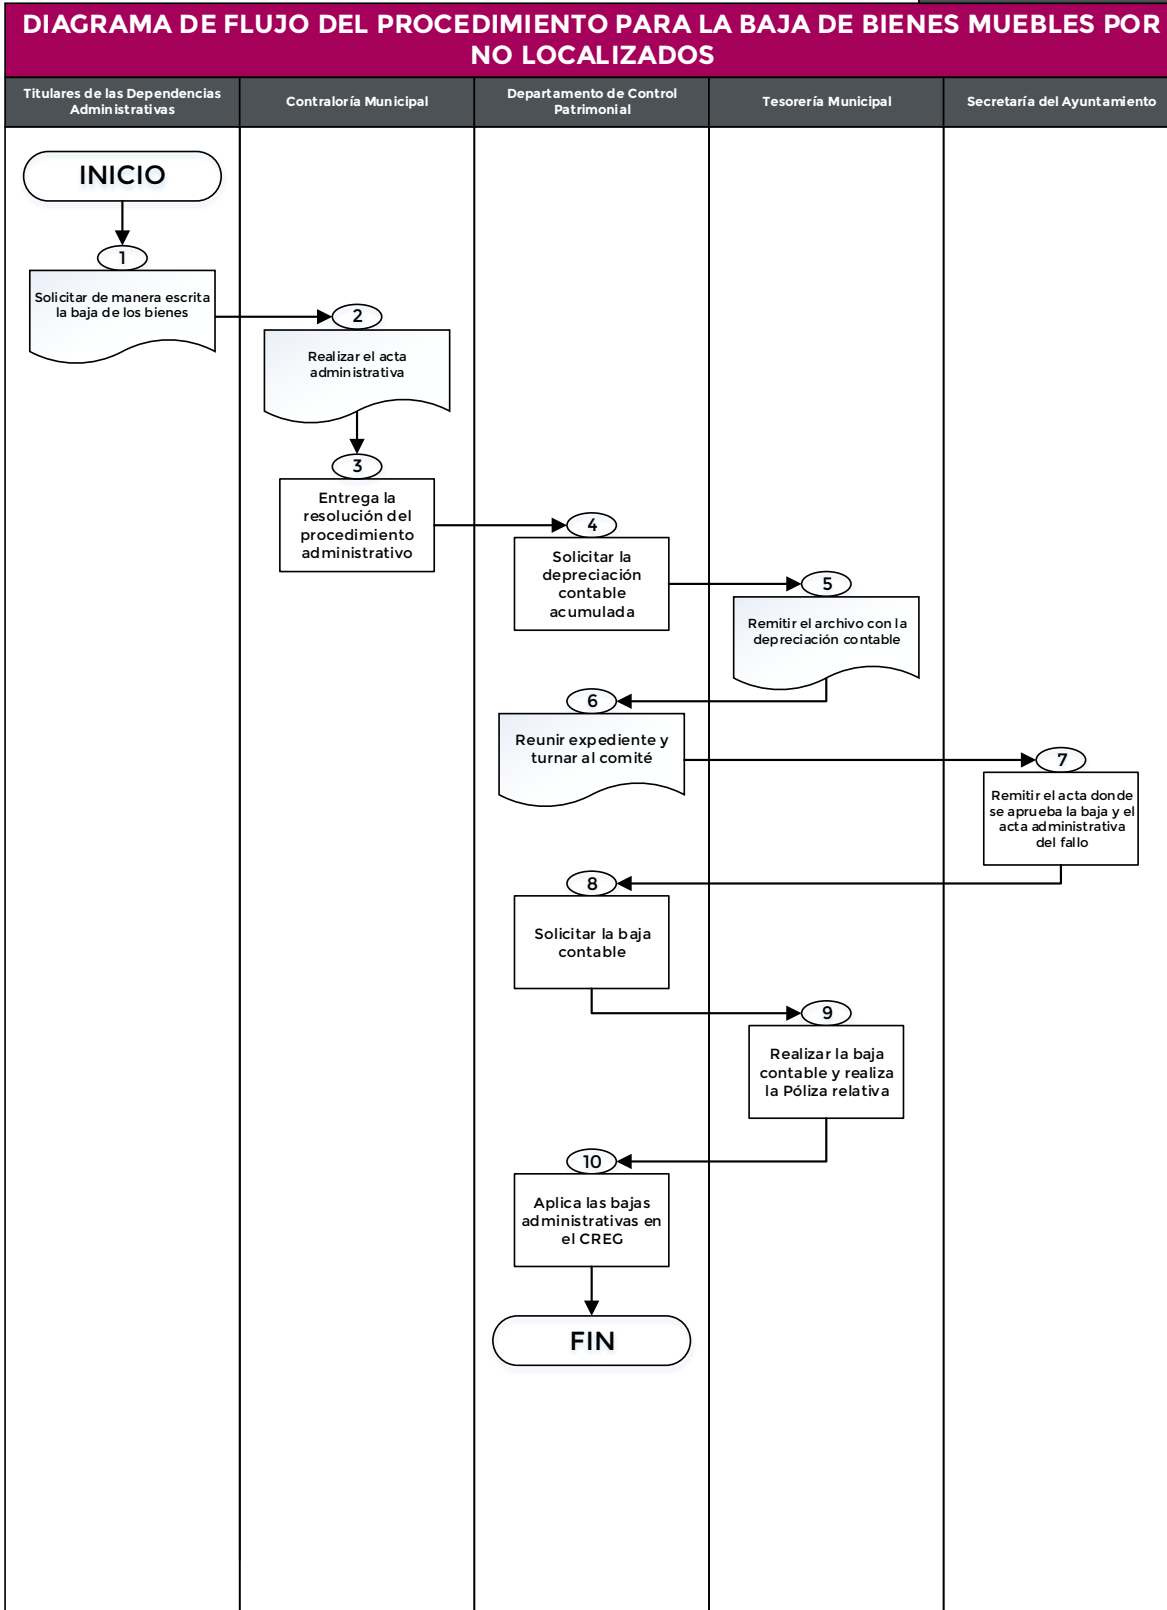 DIAGRAMA DE FLUJO DEL PROCEDIMIENTO PARA LA BAJA DE BIENES MUEBLES POR
NO LOCALIZADOS
Titulares de las Dependencias
Administrativas
Contraloría Municipal
Departamento de Control
Patrimonial
Tesorería Municipal
Secretaría del Ayuntamiento
INICIO
1
Solicitar de manera escrita
la baja de los bienes
2
Realizar el acta
administrativa
3
Entrega la
resolución del
procedimiento
administrativo
4
Solicitar la
depreciación
contable
acumulada
5
Remitir el archivo con la
depreciación contable
6
Reunir expediente y
turnar al comité
7
Remitir el acta donde
se aprueba la baja y el
acta administrativa
del fallo
8
Solicitar la baja
contable
9
Realizar la baja
contable y realiza
la Póliza relativa
10
Aplica las bajas
administrativas en
el CREG
FIN